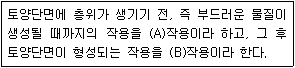 토양단면에 층위가 생기기 전, 즉 부드러운 물질이
생성될 때까지의 작용을 (A)작용이라 하고, 그 후
토양단면이 형성되는 작용을 (B)작용이라 한다.